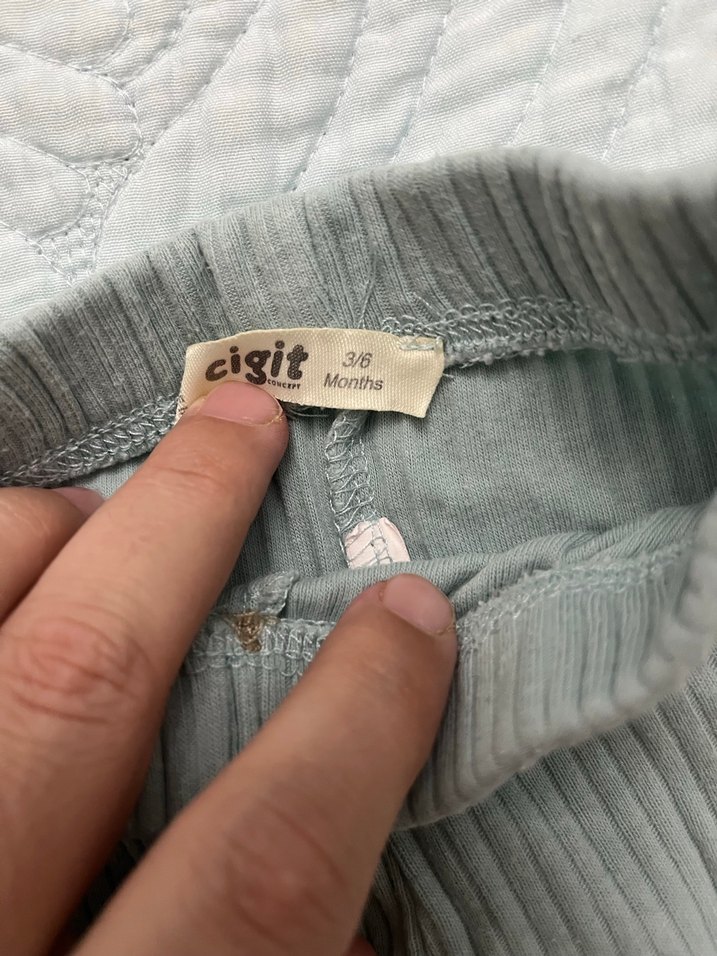 cigit
CONCEPT
3/6
Months